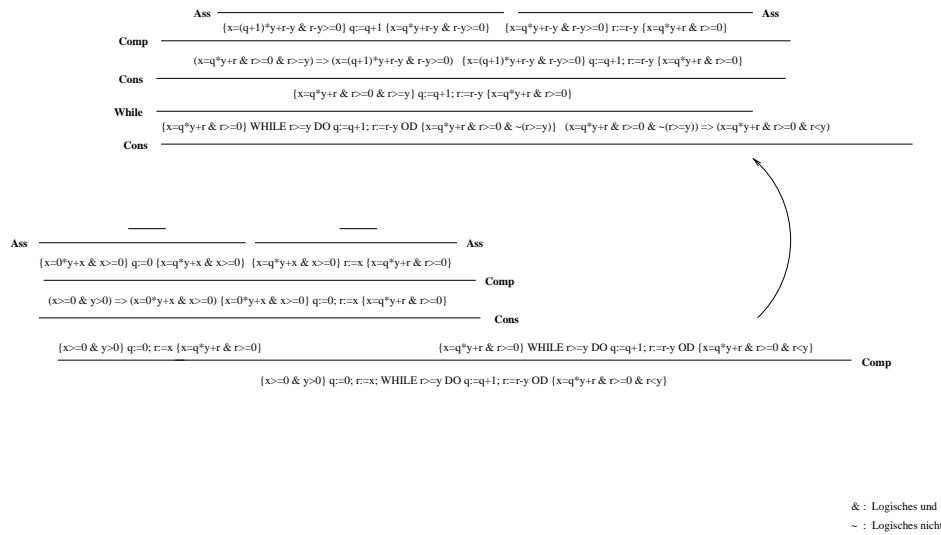 Ass Ass
{x=(q+1)*y+r-y & r-y>=0} q:=q+1 {x=q*y+r-y & r-y>=0} {x=q*y+r-y & r-y>=0} r:=r-y {x=q*y+r & r>=0}
Comp
(x=q*y+r & r>=0 & r>=y) => (x=(q+1)*y+r-y & r-y>=0) {x=(q+1)*y+r-y & r-y>=0} q:=q+1; r:=r-y {x=q*y+r & r>=0}
Cons
{x=q*y+r & r>=0 & r>=y} q:=q+1; r:=r-y {x=q*y+r & r>=0}
While
{x=q*y+r & r>=0} WHILE r>=y DO q:=q+1; r:=r-y OD {x=q*y+r & r>=0 & ~(r>=y)} (x=q*y+r & r>=0 & ~(r>=y)) => (x=q*y+r & r>=0 & r<y)
Cons
Ass Ass
{x=0*y+x & x>=0} q:=0 {x=q*y+x & x>=0} {x=q*y+x & x>=0} r:=x {x=q*y+r & r>=0}
Comp
(x>=0 & y>0) => (x=0*y+x & x>=0) {x=0*y+x & x>=0} q:=0; r:=x {x=q*y+r & r>=0}
Cons
{x>=0 & y>0} q:=0; r:=x {x=q*y+r & r>=0} {x=q*y+r & r>=0} WHILE r>=y DO q:=q+1; r:=r-y OD {x=q*y+r & r>=0 & r<y}
Comp
{x>=0 & y>0} q:=0; r:=x; WHILE r>=y DO q:=q+1; r:=r-y OD {x=q*y+r & r>=0 & r<y}
& : Logisches und
~ : Logisches nicht